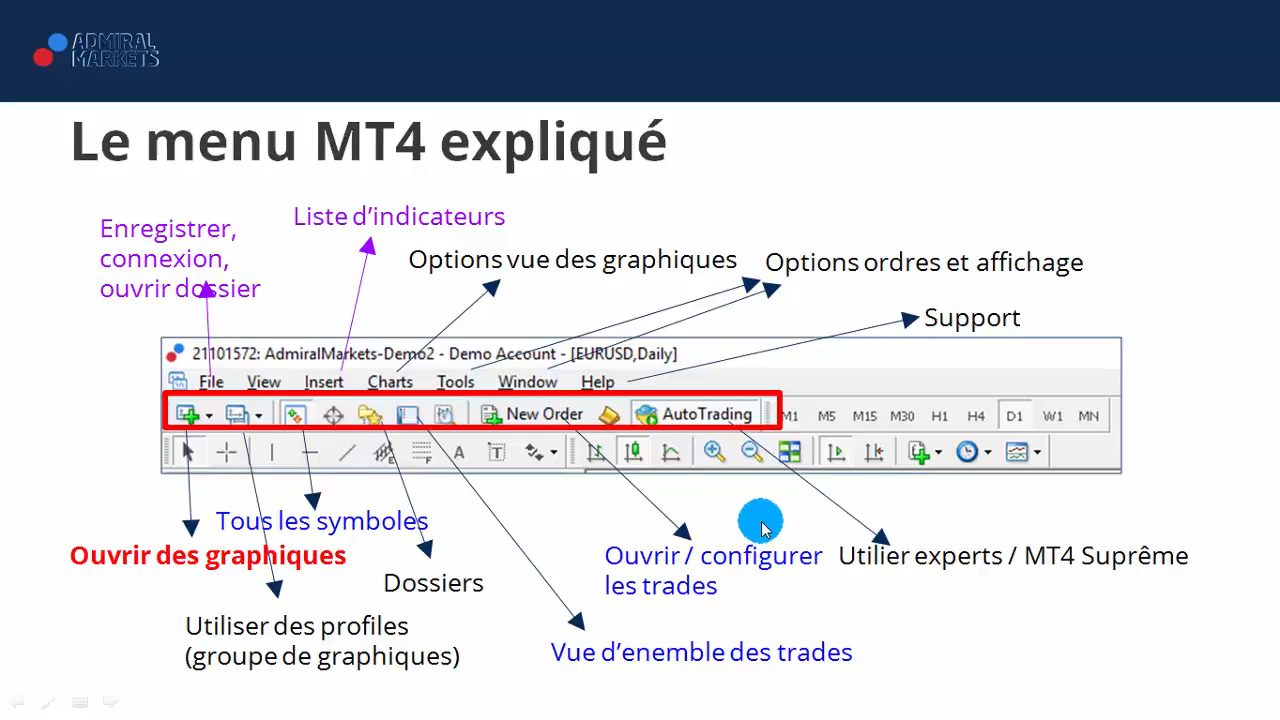 ADMIRAL
MARKETS
Le menu MT4 expliqué
Enregistrer,
connexion,
ouvrir dossier
Liste d’indicateurs
Options vue des graphiques
Options ordres et affichage
Support
21101572: AdmiralMarkets-Demo2 - Demo Account - [EURUSD,Daily]
File View Insert Charts Tools Window Help
New Order AutoTrading M1 M5 M15 M30 H1 H4 D1 W1 MN
E F A T
Tous les symboles
Ouvrir des graphiques
Dossiers
Utiliser des profiles
(groupe de graphiques)
Ouvrir / configurer
les trades
Utilier experts / MT4 Suprême
Vue d’enemble des trades